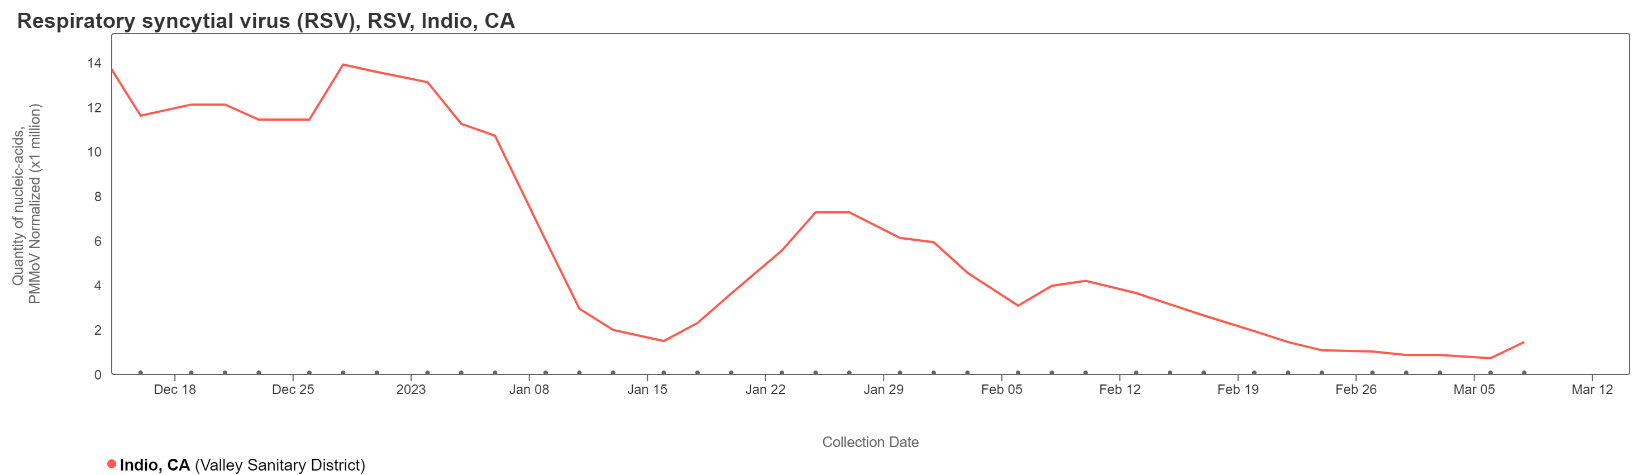 Respiratory syncytial virus (RSV), RSV, Indio, CA
Quantity of nucleic-acids,
PMMoV Normalized (x1 million)
14
12
10
8
6
4
2
0
Dec 18 Dec 25 2023 Jan 08 Jan 15 Jan 22 Jan 29 Feb 05 Feb 12 Feb 19 Feb 26 Mar 05 Mar 12
Collection Date
Indio, CA (Valley Sanitary District)